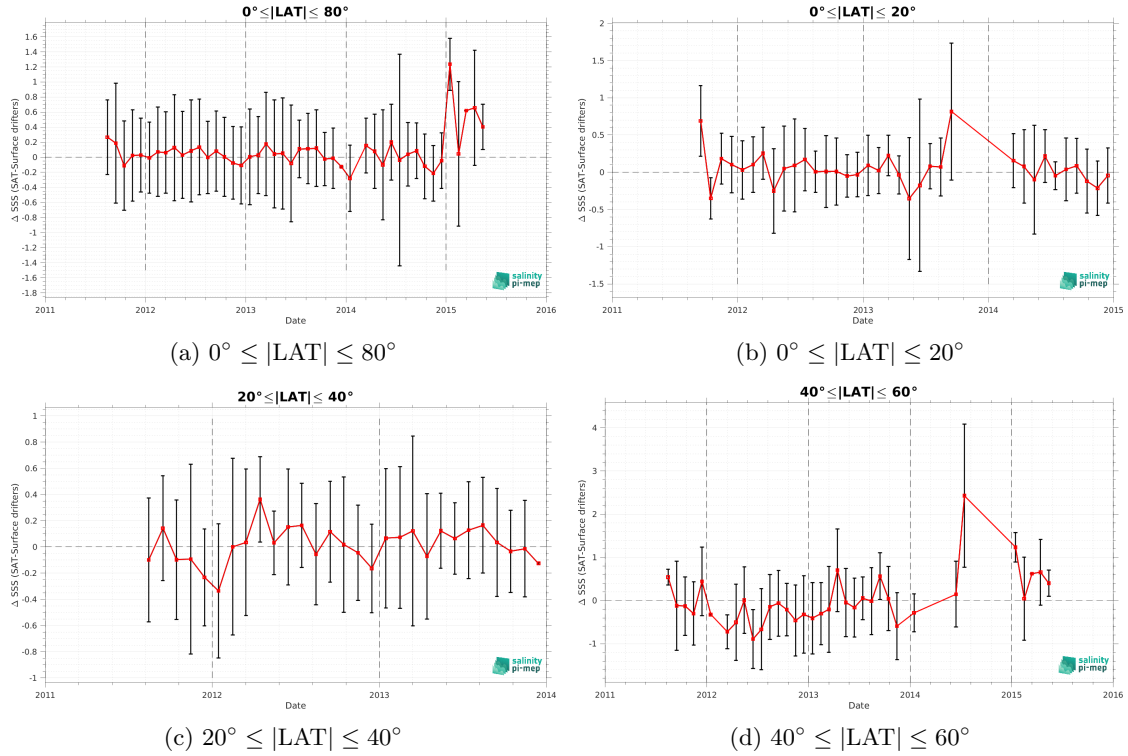 0°≤|LAT|≤ 80°
Δ SSS (SAT-Surface drifters)
1.6
1.4
1.2
1
0.8
0.6
0.4
0.2
0
-0.2
-0.4
-0.6
-0.8
-1
-1.2
-1.4
-1.6
-1.8
2011 2012 2013 2014 2015 2016
Date
salinity
pi-mep
(a) 0° ≤ |LAT| ≤ 80°
0°≤|LAT|≤ 20°
Δ SSS (SAT-Surface drifters)
2
1.5
1
0.5
0
-0.5
-1
-1.5
2011 2012 2013 2014 2015
Date
salinity
pi-mep
(b) 0° ≤ |LAT| ≤ 20°
20°≤|LAT|≤ 40°
Δ SSS (SAT-Surface drifters)
1
0.8
0.6
0.4
0.2
0
-0.2
-0.4
-0.6
-0.8
-1
2011 2012 2013 2014
Date
salinity
pi-mep
(c) 20° ≤ |LAT| ≤ 40°
40°≤|LAT|≤ 60°
Δ SSS (SAT-Surface drifters)
4
3
2
1
0
-1
2011 2012 2013 2014 2015 2016
Date
salinity
pi-mep
(d) 40° ≤ |LAT| ≤ 60°